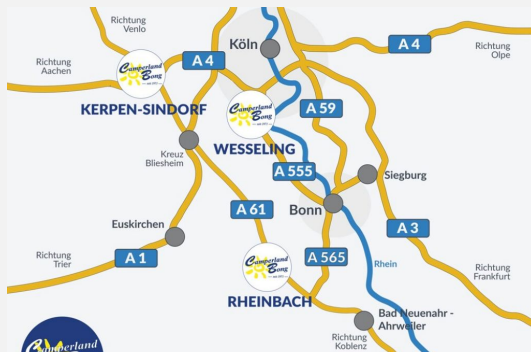 Richtung
Venlo
Köln
A 4
A 4
Richtung
Olpe
Richtung
Aachen
Camperland
Bong
KERPEN-SINDORF
A 59
Camperland
Bong
WESSELING
Kreuz
Bliesheim
A 555
Siegburg
Bonn
A 61
Euskirchen
A 3
Richtung
Trier
A 1
A 565
Rhein
Camperland
Bong
Richtung
Frankfurt
RHEINBACH
Bad Neuenahr -
Ahrweiler
Richtung
Koblenz
Camperland